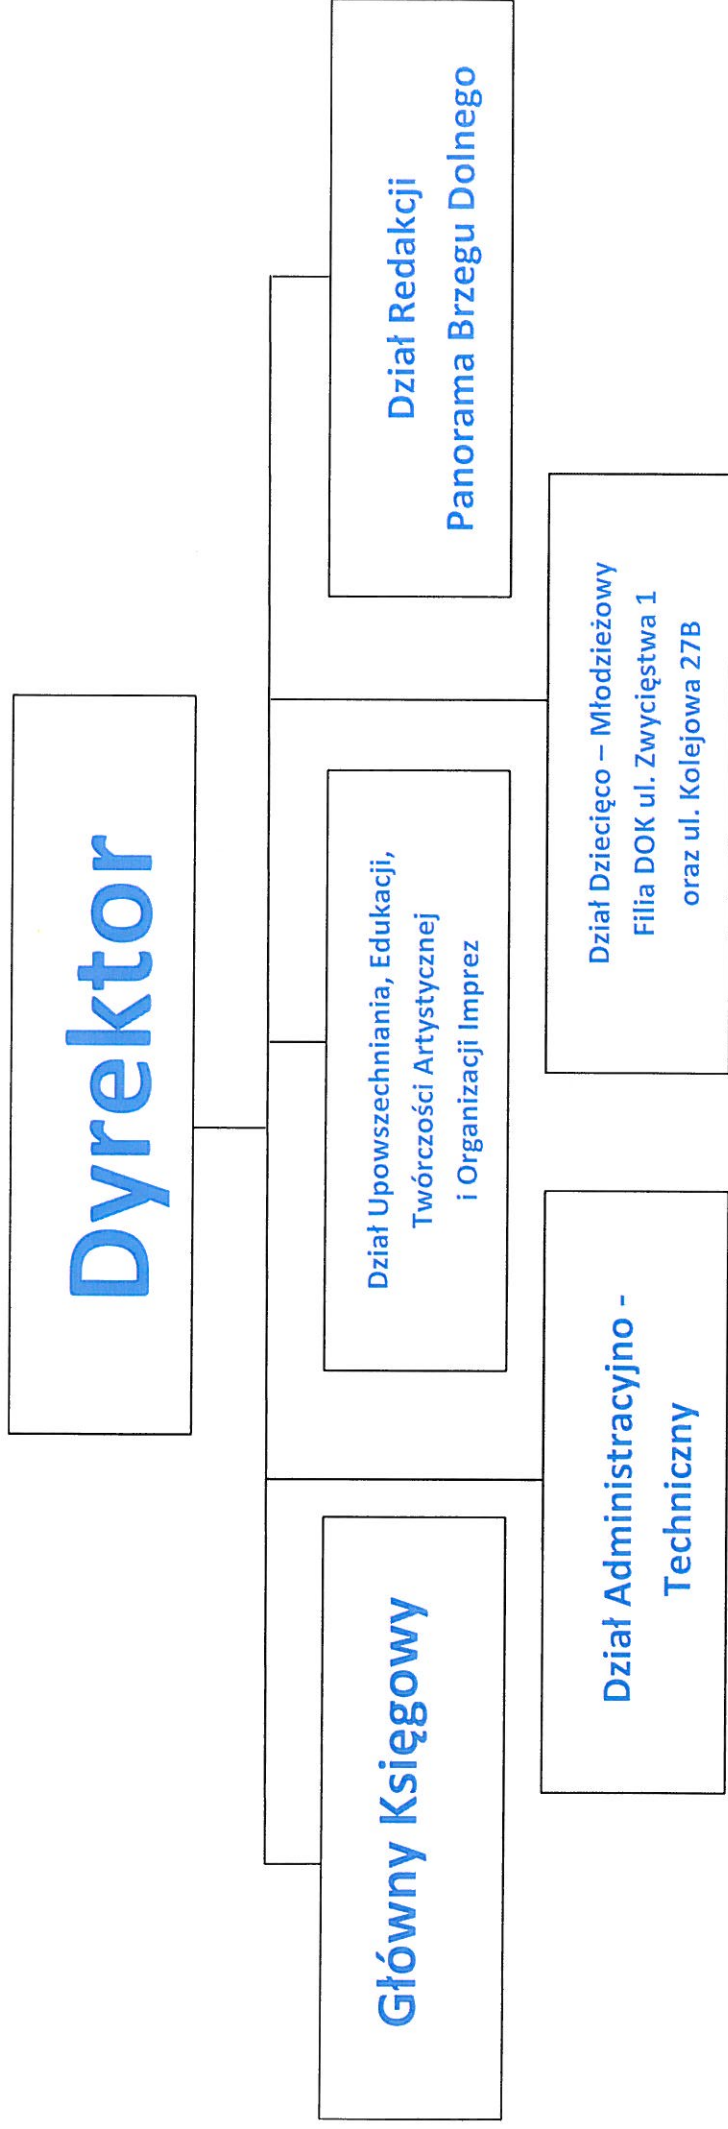 Dyrektor
Główny Księgowy
Dział Upowszechniania, Edukacji,
Twórczości Artystycznej
i Organizacji Imprez
Dział Redakcji
Panorama Brzegu Dolnego
Dział Administracyjno -
Techniczny
Dział Dziecięco – Młodzieżowy
Filia DOK ul. Zwycięstwa 1
oraz ul. Kolejowa 27B